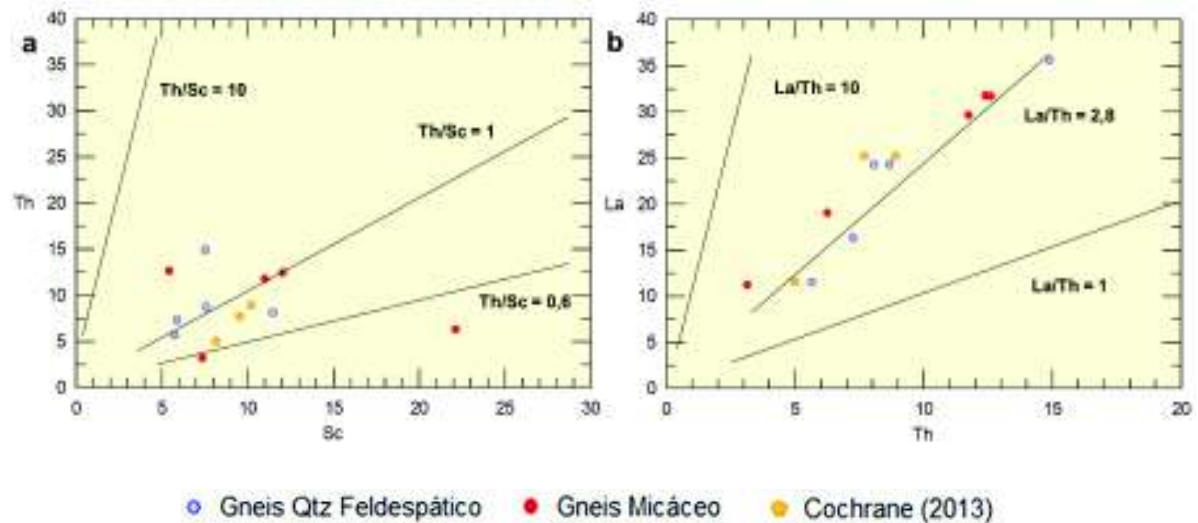 a
40
35
30
25
20
15
10
5
0
Th
0 5 10 15 20 25 30
Sc
Th/Sc = 10
Th/Sc = 1
Th/Sc = 0,6
b
40
35
30
25
20
15
10
5
0
La
0 5 10 15 20
Th
La/Th = 10
La/Th = 2,8
La/Th = 1
Gneis Qtz Feldespático Gneis Micáceo Cochrane (2013)